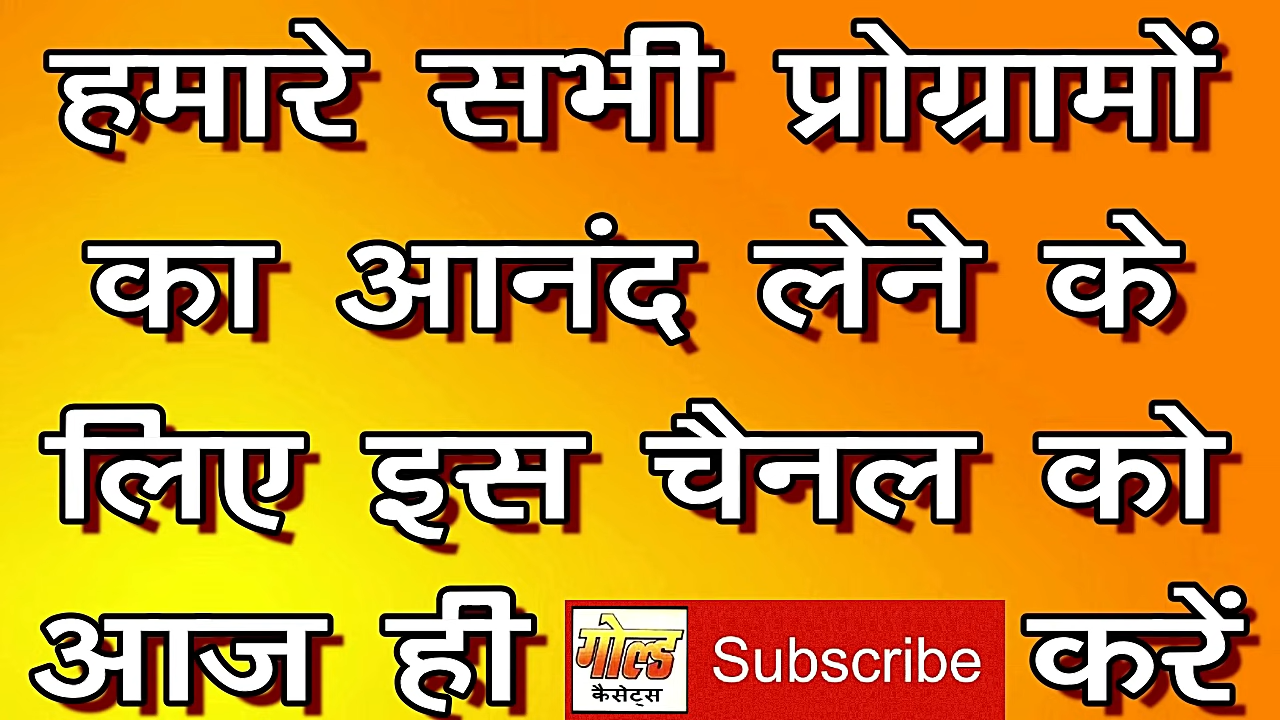 हमारे सभी प्रोग्रामों
का आनंद लेने के
लिए इस चैनल को
आज ही गोल्ड कैसेट्स Subscribe करें